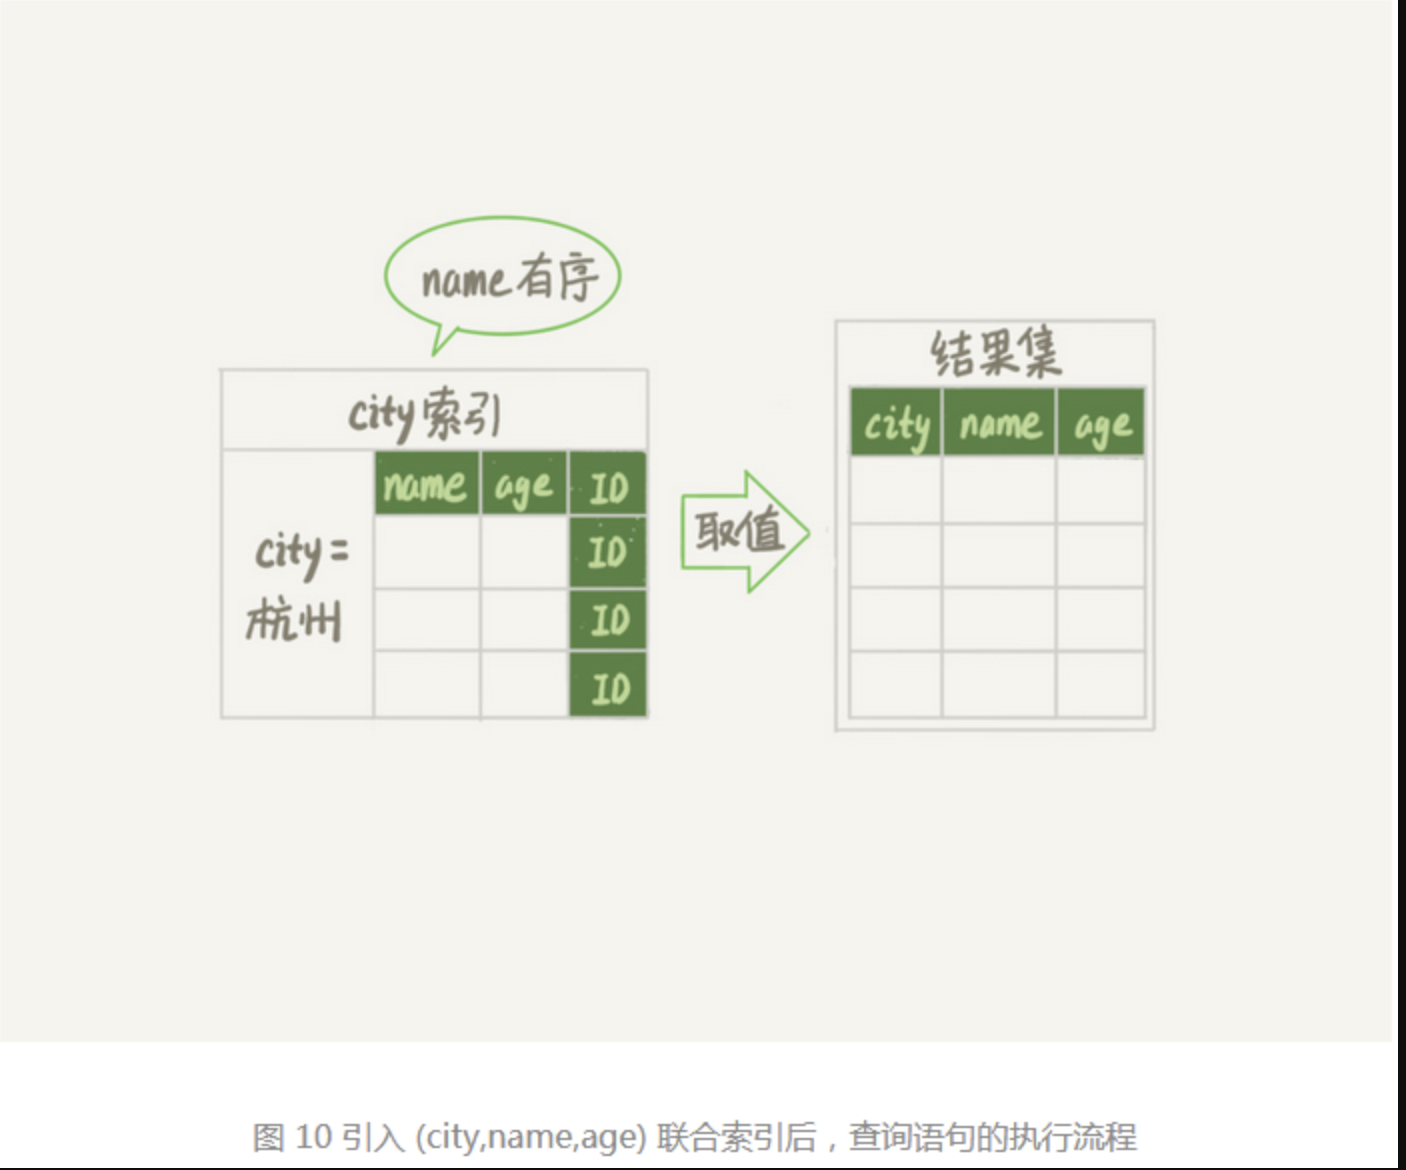 name有序
city索引
name age ID
city=
杭州
ID
ID
ID
取值
结果集
city name age
图 10 引入 (city,name,age) 联合索引后，查询语句的执行流程